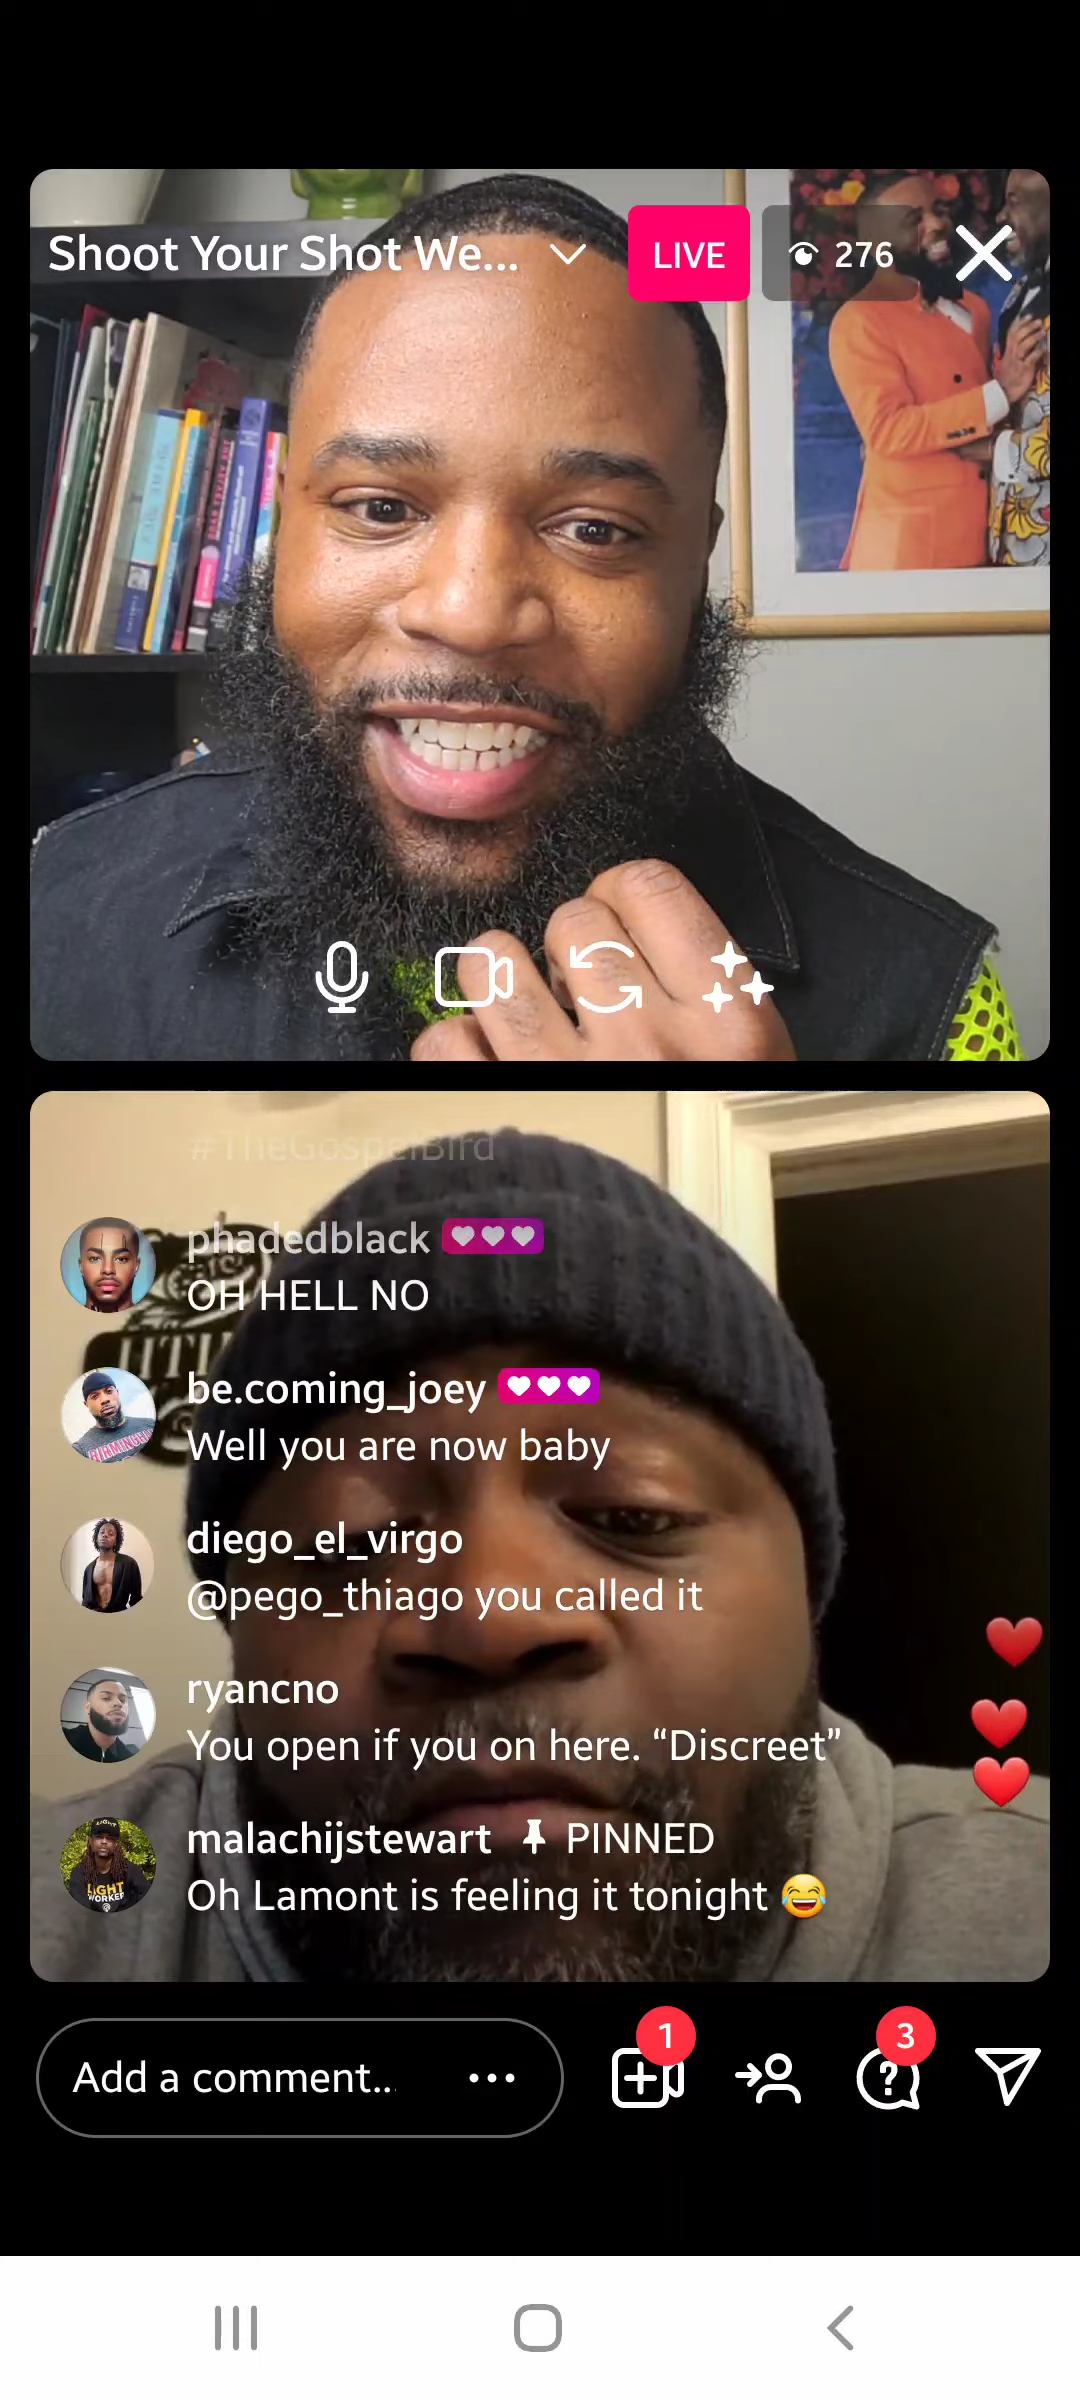 Shoot Your Shot We...
LIVE
276
#TheGospelBird
phadedblack
OH HELL NO
be.coming_joey
Well you are now baby
diego_el_virgo
@pego_thiago you called it
ryancno
You open if you on here. “Discreet”
malachijstewart PINNED
Oh Lamont is feeling it tonight 😂
Add a comment...
1
3